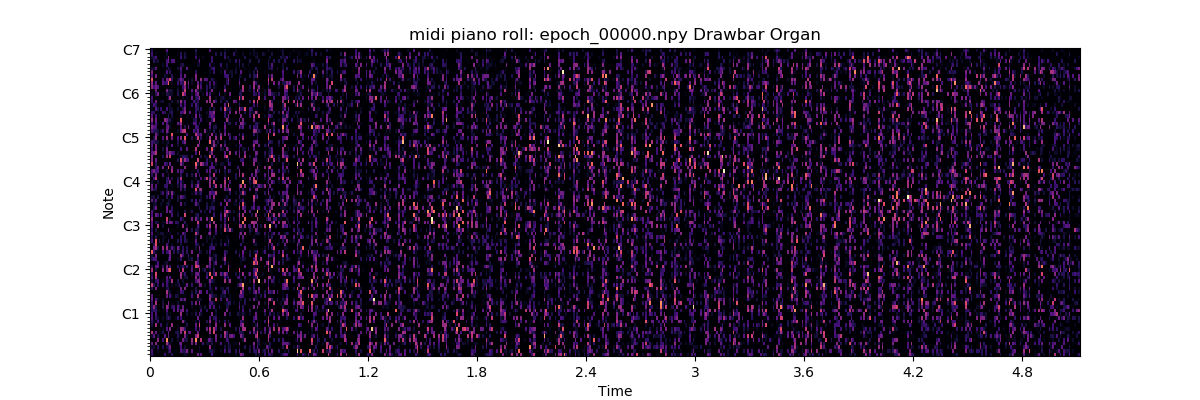 midi piano roll: epoch_00000.npy Drawbar Organ
C7
C6
C5
C4
C3
C2
C1
Note
0 0.6 1.2 1.8 2.4 3 3.6 4.2 4.8
Time